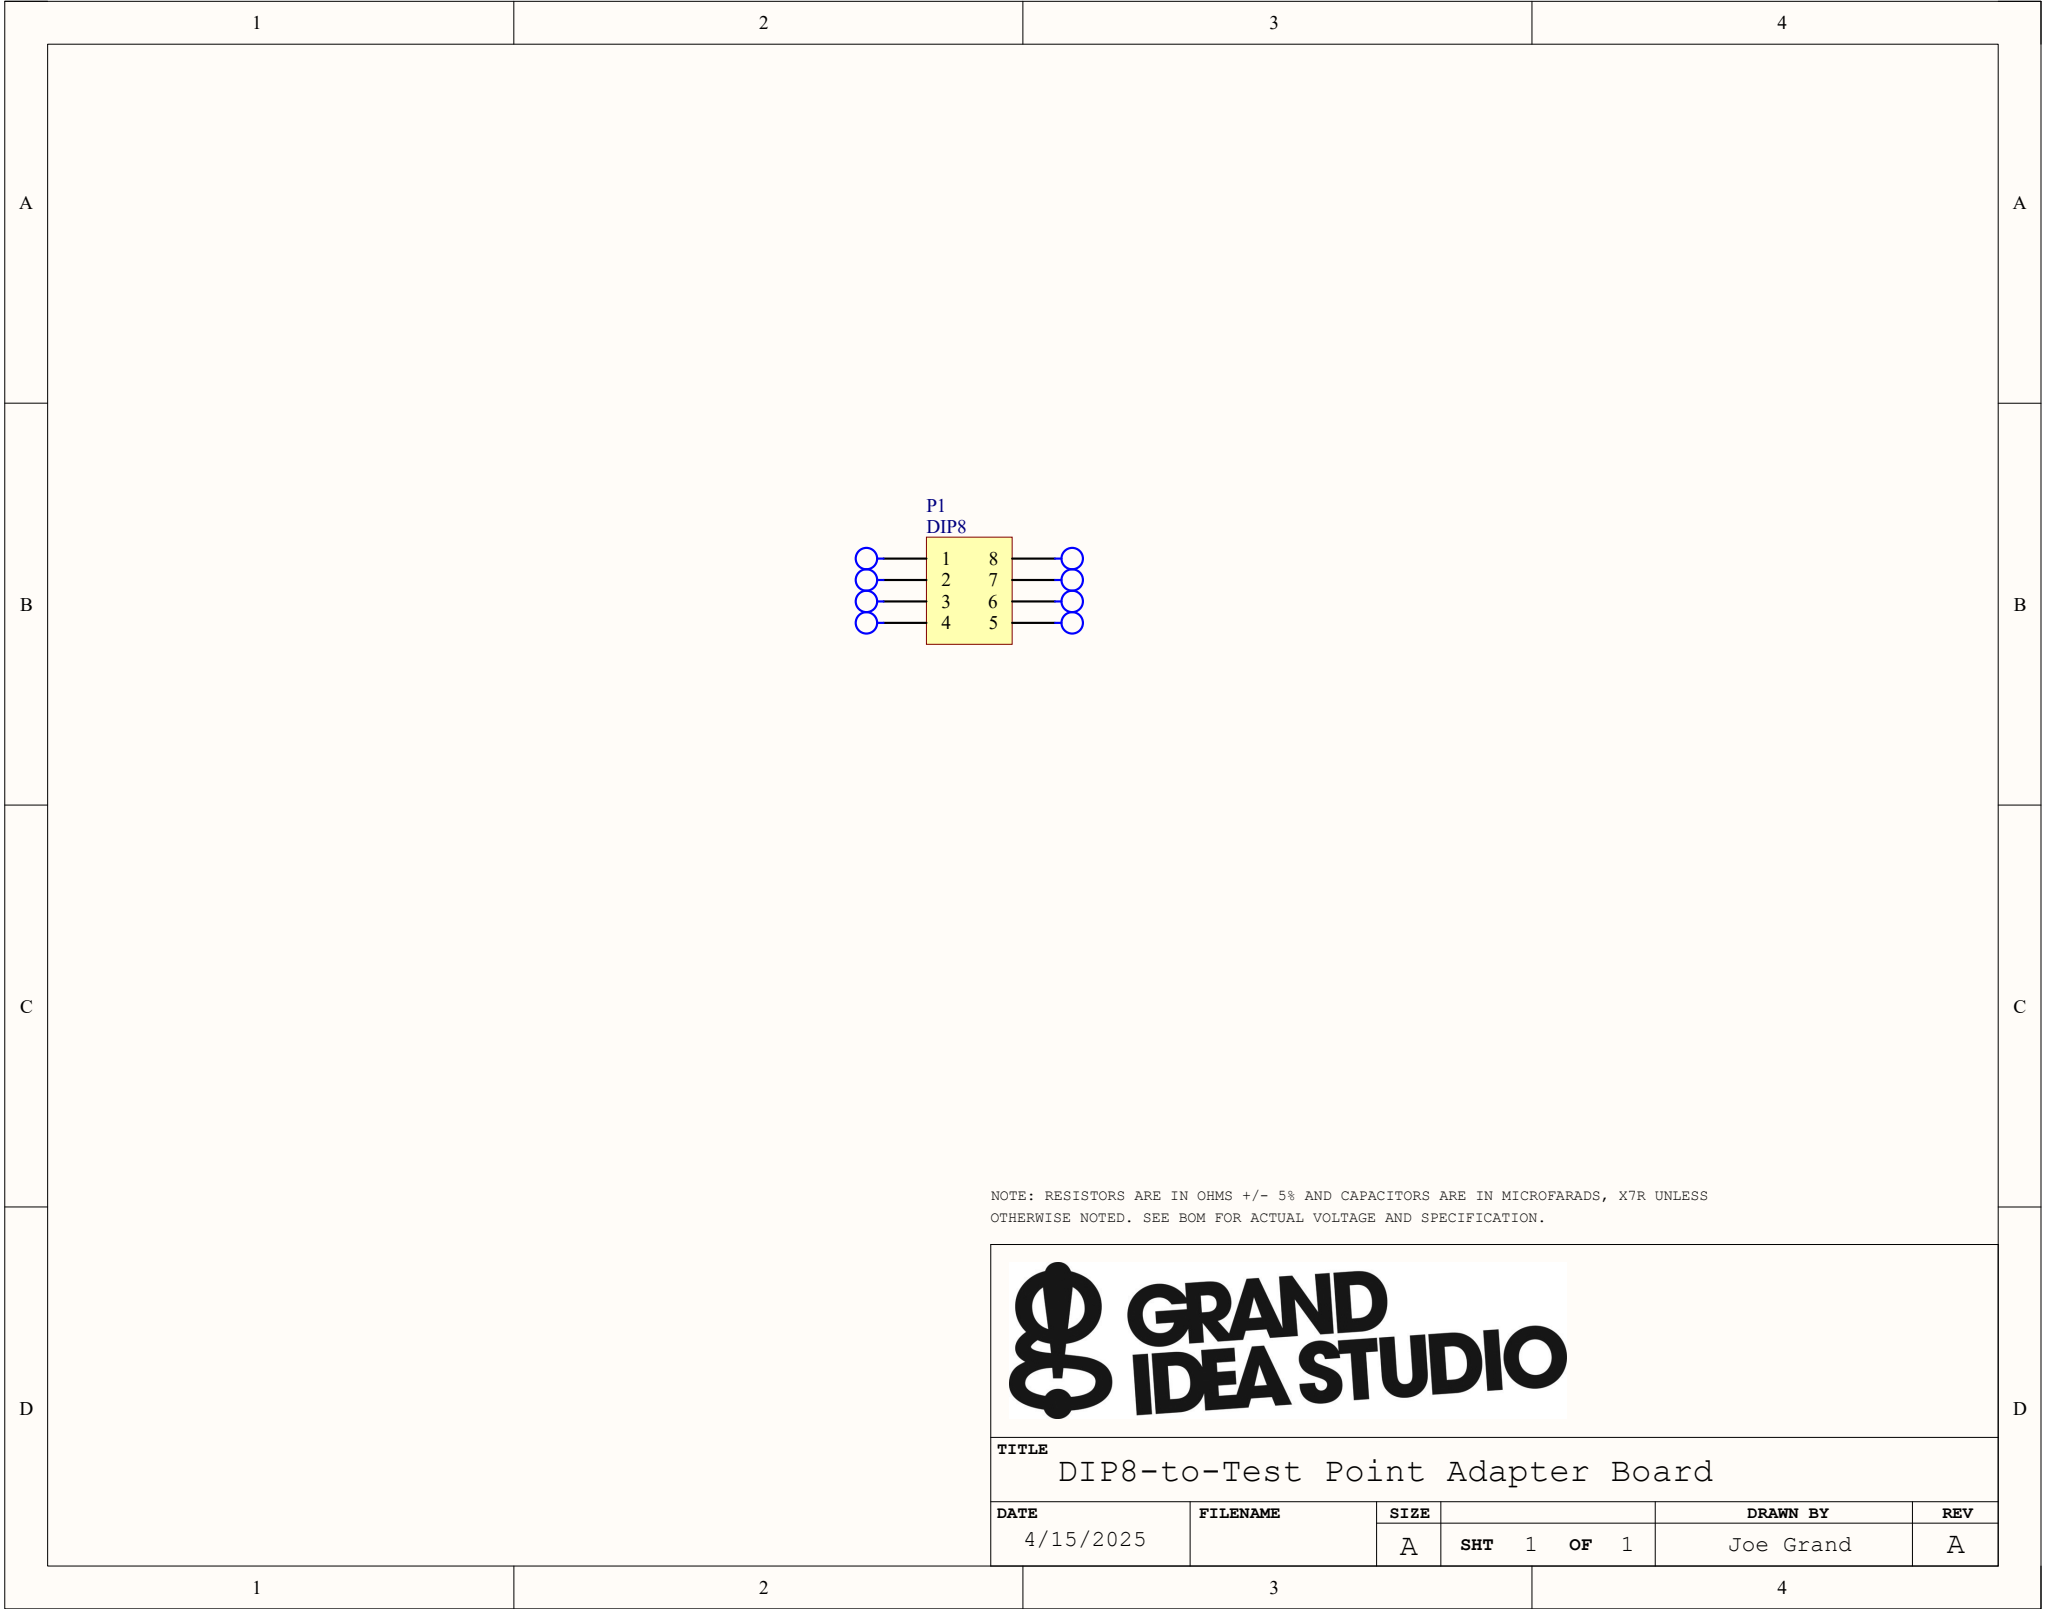 1 2 3 4
A A
P1
DIP8
1 8
2 7
3 6
4 5
B B
C C
NOTE: RESISTORS ARE IN OHMS +/- 5% AND CAPACITORS ARE IN MICROFARADS, X7R UNLESS
OTHERWISE NOTED. SEE BOM FOR ACTUAL VOLTAGE AND SPECIFICATION.
GRAND
IDEA STUDIO
D D
TITLE
DIP8-to-Test Point Adapter Board
DATE FILENAME SIZE DRAWN BY REV
4/15/2025 A SHT 1 OF 1 Joe Grand A
1 2 3 4